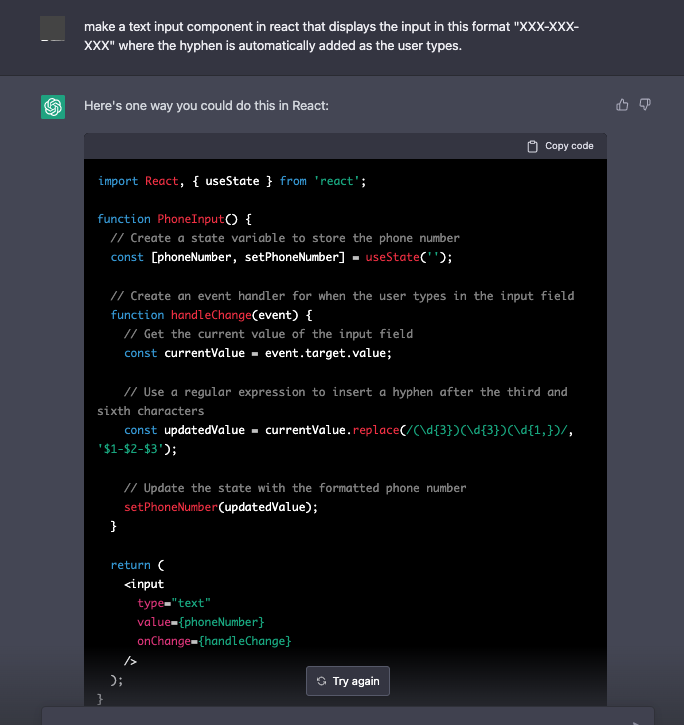 make a text input component in react that displays the input in this format "XXX-XXX-
XXX" where the hyphen is automatically added as the user types.
Here's one way you could do this in React:
Copy code
import React, { useState } from 'react';
function PhoneInput() {
// Create a state variable to store the phone number
const [phoneNumber, setPhoneNumber] = useState('');
// Create an event handler for when the user types in the input field
function handleChange(event) {
// Get the current value of the input field
const currentValue = event.target.value;
// Use a regular expression to insert a hyphen after the third and
sixth characters
const updatedValue = currentValue.replace(/(\d{3})(\d{3})(\d{1,})/,
'$1-$2-$3');
// Update the state with the formatted phone number
setPhoneNumber(updatedValue);
}
return (
<input
type="text"
value={phoneNumber}
onChange={handleChange}
/>
);
}
Try again